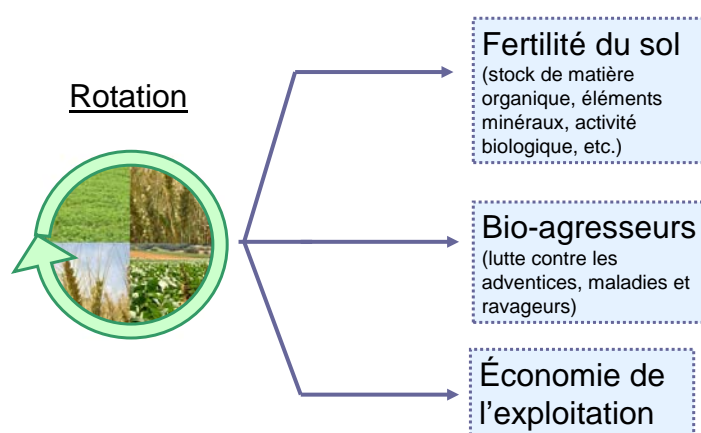 Rotation
Fertilité du sol
(stock de matière
organique, éléments
minéraux, activité
biologique, etc.)
Bio-agresseurs
(lutte contre les
adventices, maladies et
ravageurs)
Économie de
l'exploitation